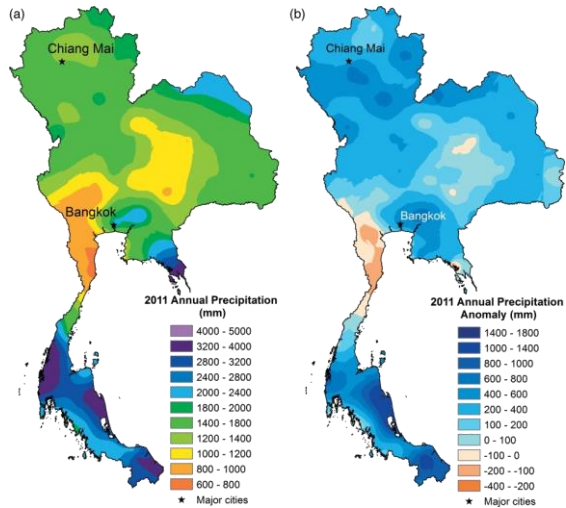 (a)
Chiang Mai
Bangkok
2011 Annual Precipitation
(mm)
4000 - 5000
3200 - 4000
2800 - 3200
2400 - 2800
2000 - 2400
1800 - 2000
1400 - 1800
1200 - 1400
1000 - 1200
800 - 1000
600 - 800
Major cities
(b)
Chiang Mai
Bangkok
2011 Annual Precipitation
Anomaly (mm)
1400 - 1800
1000 - 1400
800 - 1000
600 - 800
400 - 600
200 - 400
100 - 200
0 - 100
-100 - 0
-200 - -100
-400 - -200
Major cities